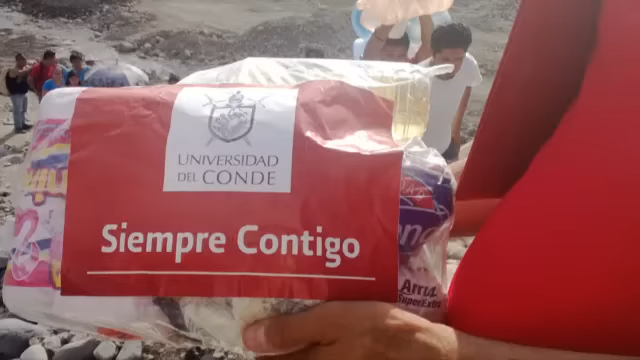 UNIVERSIDAD
DEL CONDE
Siempre Contigo
Arroz
SuperExtra